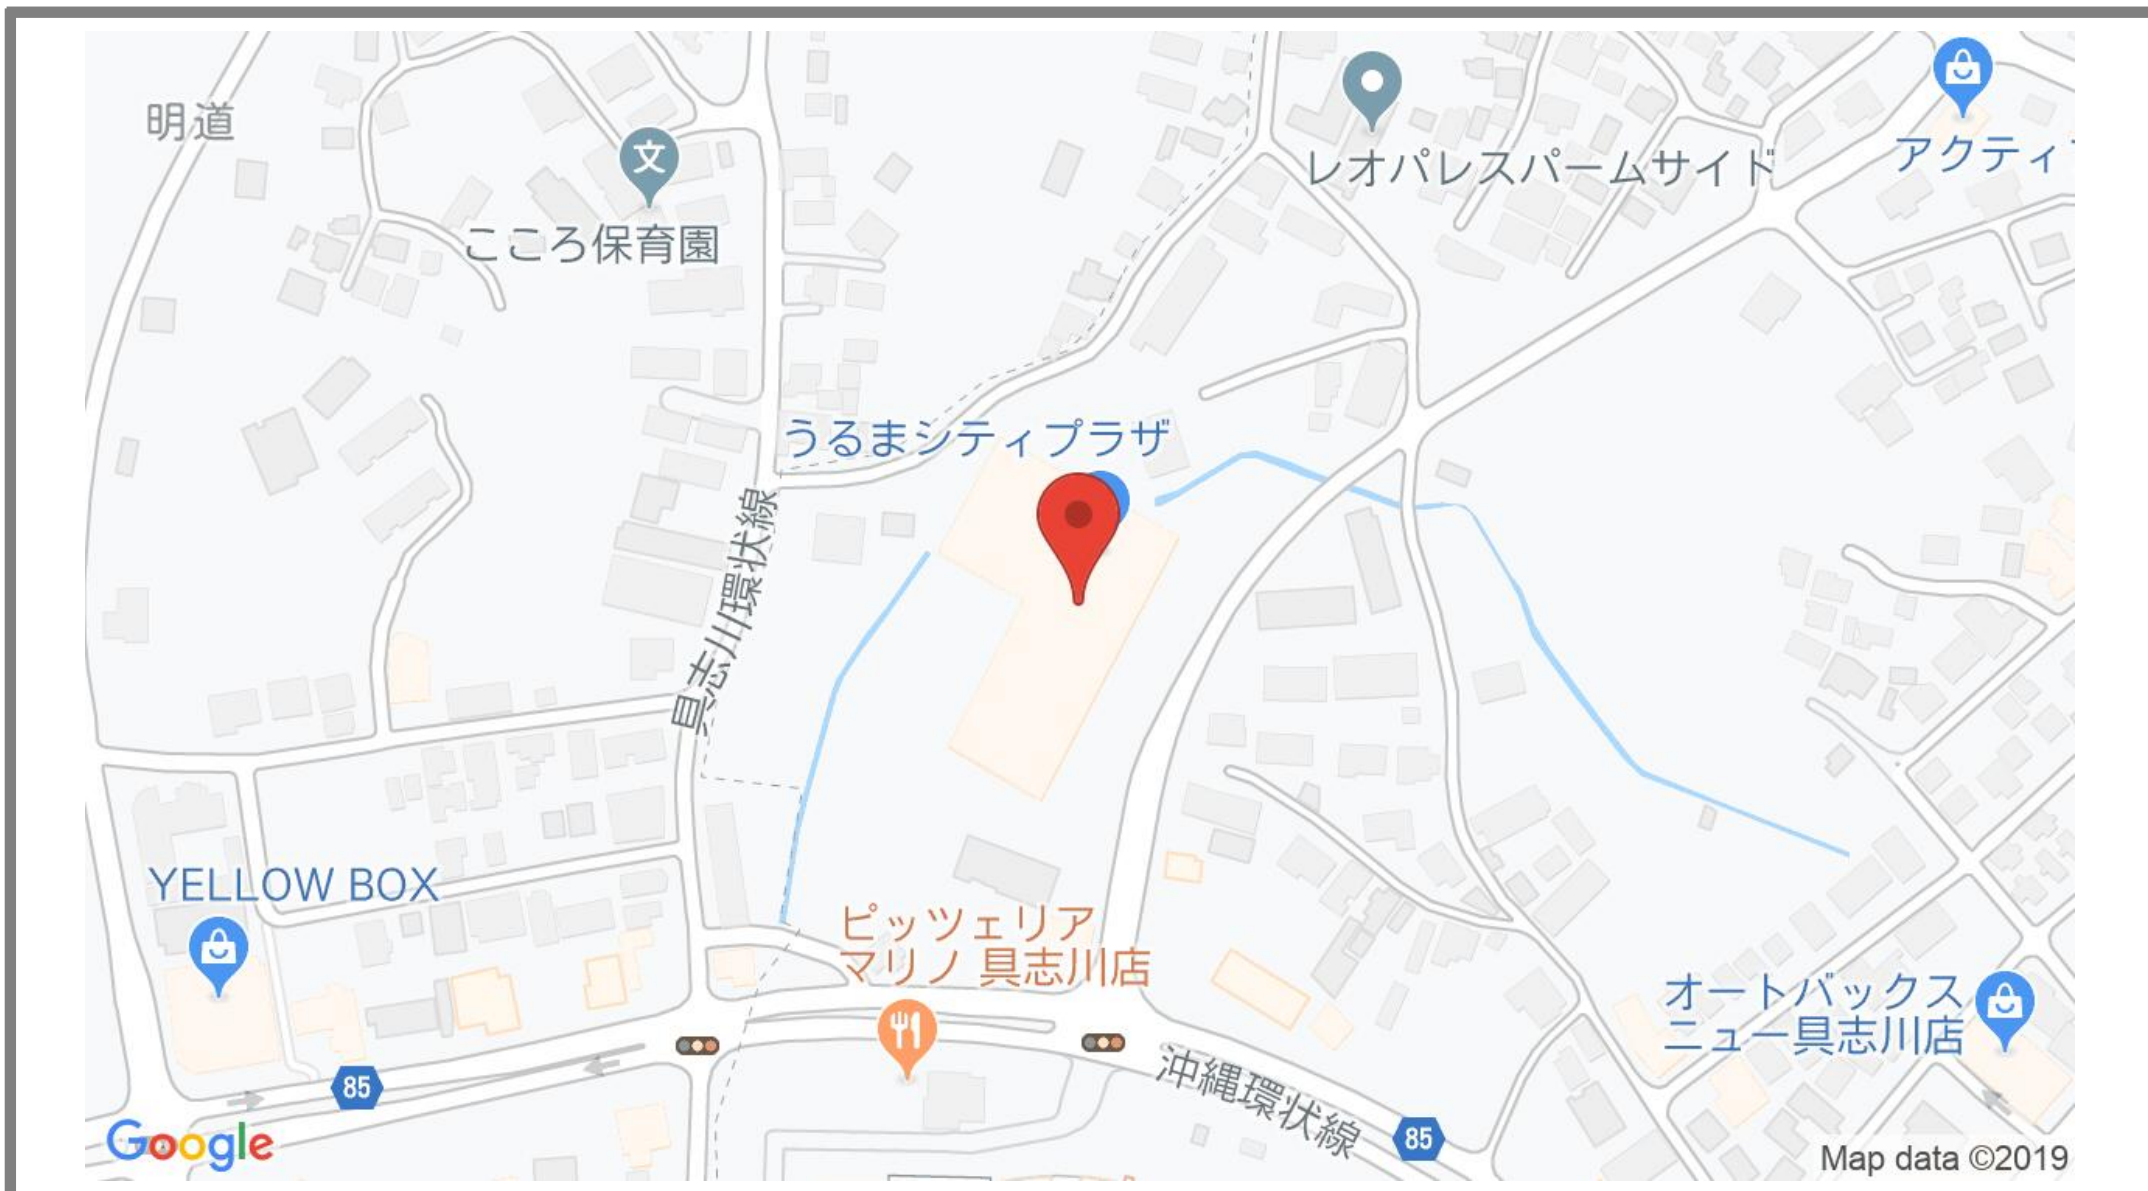 明道
文
こころ保育園
レオパレスパームサイド
アクティ
うるまシティプラザ
具志川環状線
YELLOW BOX
ピッツェリア
マリノ 具志川店
オートバックス
ニュー具志川店
85
沖縄環状線
85
Google
Map data ©2019